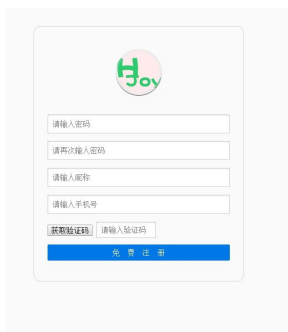 HJoy
请输入密码
请再次输入密码
请输入昵称
请输入手机号
获取验证码 请输入验证码
免 费 注 册